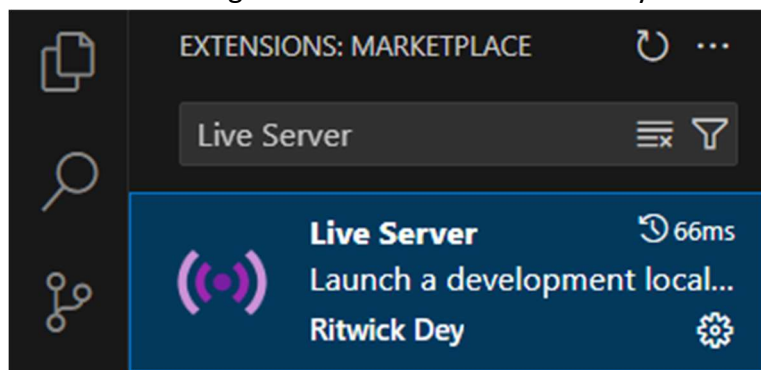 EXTENSIONS: MARKETPLACE
Live Server
Live Server 66ms
Launch a development local...
Ritwick Dey